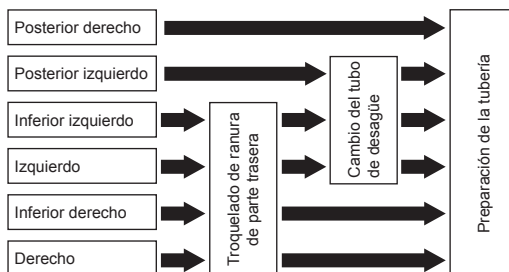 Posterior derecho
Posterior izquierdo
Inferior izquierdo
Izquierdo
Inferior derecho
Derecho
Troquelado de ranura
de parte trasera
Cambio del tubo
de desagüe
Preparación de la tubería